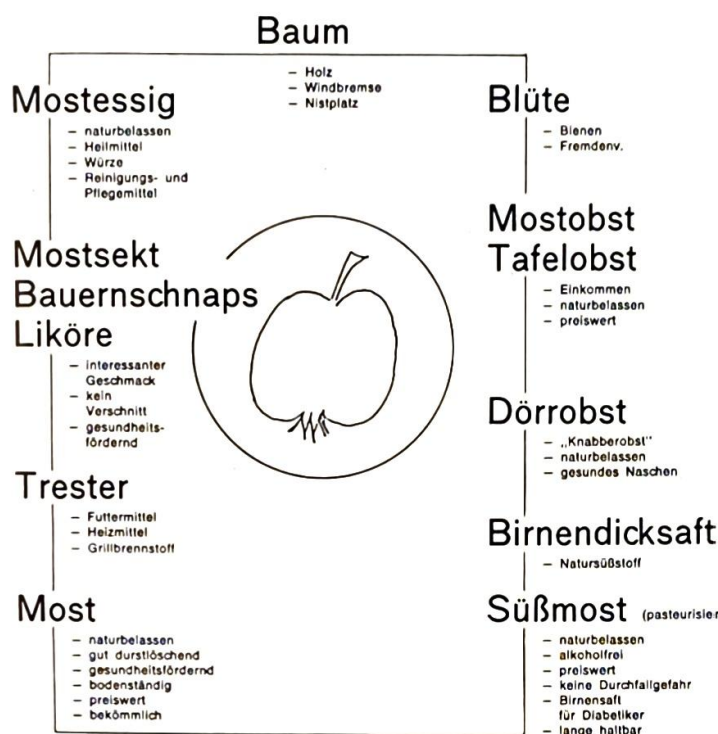 Baum
– Holz
– Windbremse
– Nistplatz
Mostessig
– naturbelassen
– Heilmittel
– Würze
– Reinigungs- und
Pflegemittel
Mostsekt
Bauernschnaps
Liköre
– interessanter
Geschmack
– kein
Verschnitt
– gesundheits-
fördernd
Trester
– Futtermittel
– Heizmittel
– Grillbrennstoff
Most
– naturbelassen
– gut durstlöschend
– gesundheitsfördernd
– bodenständig
– preiswert
– bekömmlich
Blüte
– Bienen
– Fremdenv.
Mostobst
Tafelobst
– Einkommen
– naturbelassen
– preiswert
Dörrobst
– „Knabberobst"
– naturbelassen
– gesundes Naschen
Birnendicksaft
– Natursüßstoff
Süßmost (pasteurisier
– naturbelassen
– alkoholfrei
– preiswert
– keine Durchfallgefahr
– Birnensaft
für Diabetiker
– lange haltbar